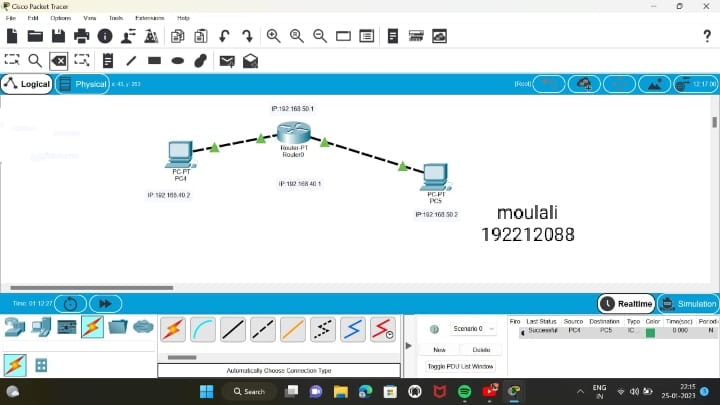 Cisco Packet Tracer
File Edit Options View Tools Extensions Help
?
Logical
Physical x: 43, y: 263
[Root]
12:17:00
IP:192.168.50.1
Router-PT
Router0
PC-PT
PC4
IP:192.168.40.1
IP:192.168.40.2
PC-PT
PC5
IP:192.168.50.2
moulali
192212088
Time: 01:12:27
Realtime
Simulation
Scenario 0
New
Delete
Toggle PDU List Window
Fire Last Status Source Destination Type Color Time(sec) Periodi
Successful PC4 PC5 IC... 0.000 N
Automatically Choose Connection Type
Search
ENG
IN
22:15
25-01-2023